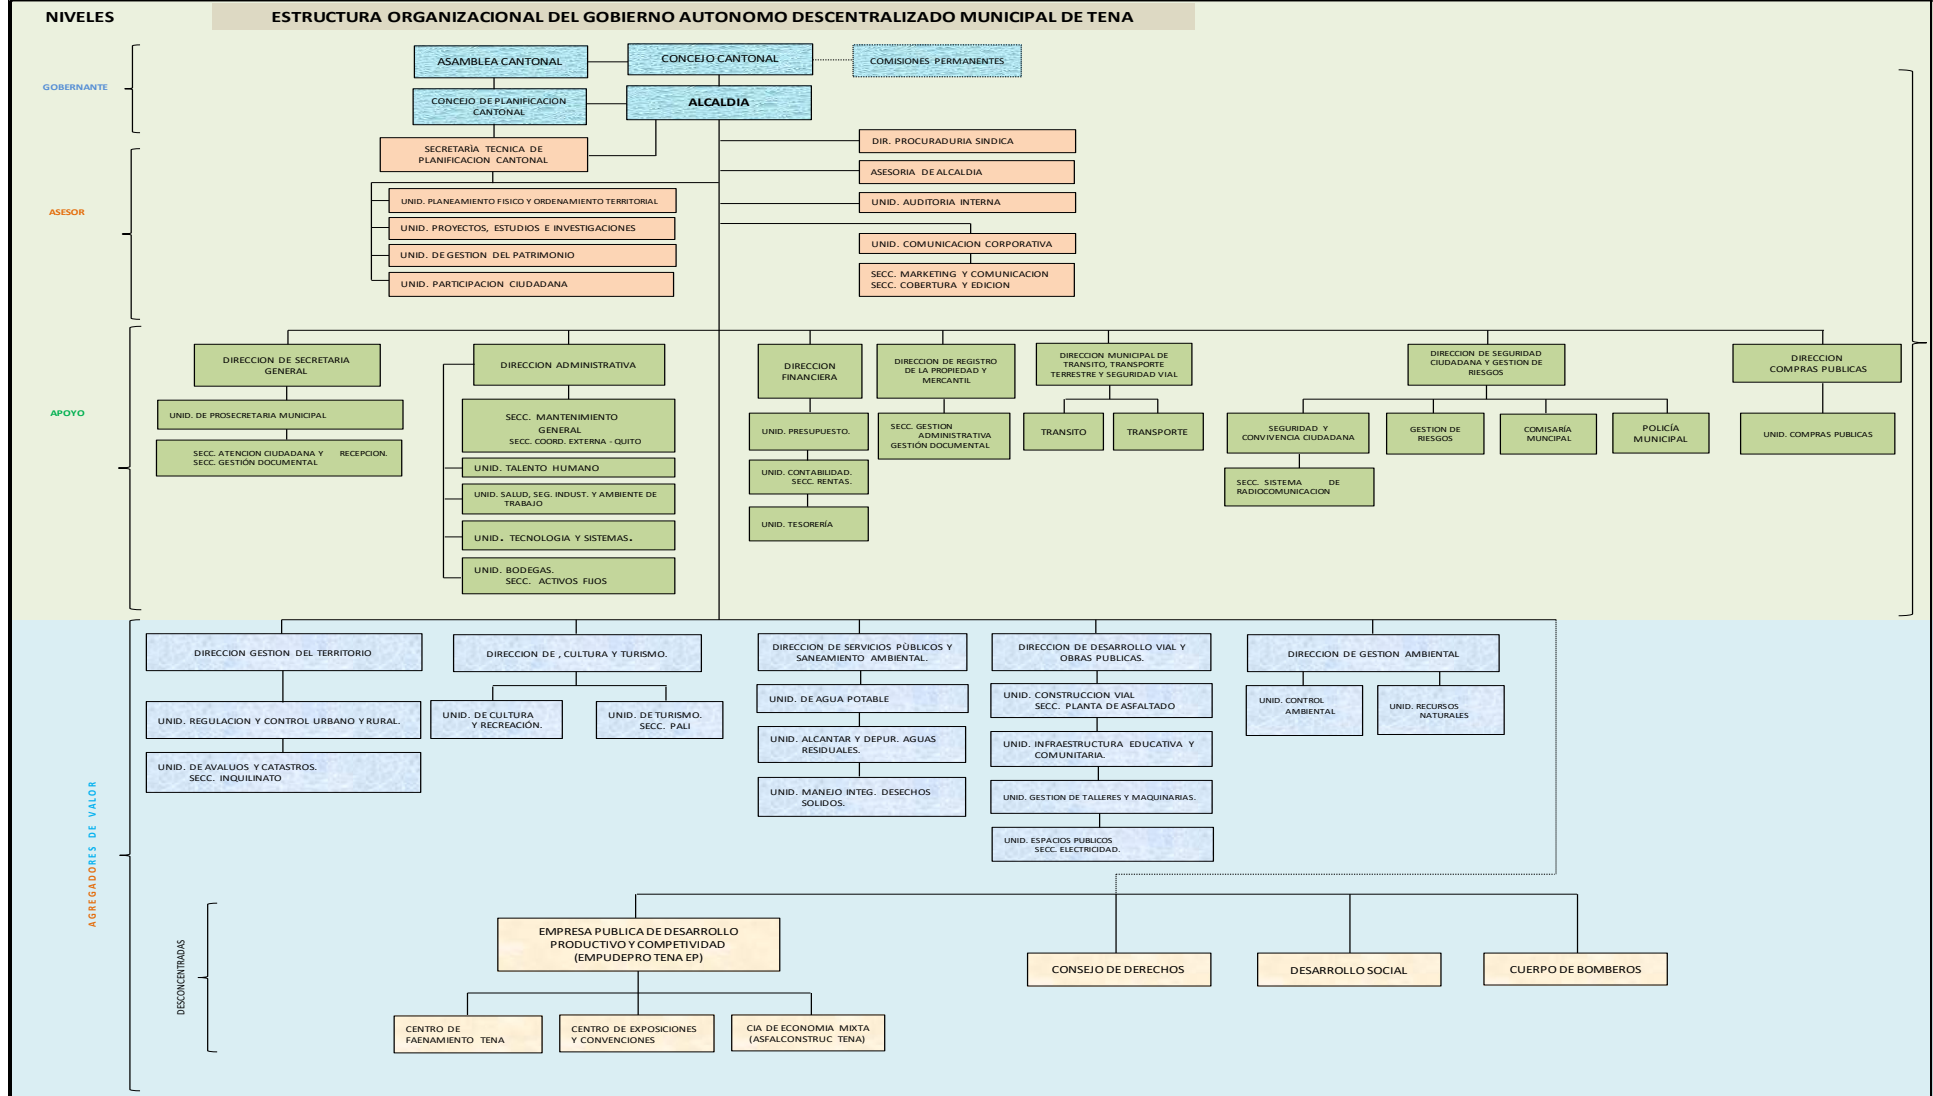 NIVELES
ESTRUCTURA ORGANIZACIONAL DEL GOBIERNO AUTONOMO DESCENTRALIZADO MUNICIPAL DE TENA
GOBERNANTE
ASAMBLEA CANTONAL
CONCEJO CANTONAL
COMISIONES PERMANENTES
CONCEJO DE PLANIFICACION
CANTONAL
ALCALDIA
ASESOR
SECRETARÌA TECNICA DE
PLANIFICACION CANTONAL
UNID. PLANEAMIENTO FISICO Y ORDENAMIENTO TERRITORIAL
UNID. PROYECTOS, ESTUDIOS E INVESTIGACIONES
UNID. DE GESTION DEL PATRIMONIO
UNID. PARTICIPACION CIUDADANA
DIR. PROCURADURIA SINDICA
ASESORIA DE ALCALDIA
UNID. AUDITORIA INTERNA
UNID. COMUNICACION CORPORATIVA
SECC. MARKETING Y COMUNICACION
SECC. COBERTURA Y EDICION
APOYO
DIRECCION DE SECRETARIA
GENERAL
UNID. DE PROSECRETARIA MUNICIPAL
SECC. ATENCION CIUDADANA Y RECEPCION.
SECC. GESTIÓN DOCUMENTAL
DIRECCION ADMINISTRATIVA
SECC. MANTENIMIENTO
GENERAL
SECC. COORD. EXTERNA - QUITO
UNID. TALENTO HUMANO
UNID. SALUD, SEG. INDUST. Y AMBIENTE DE
TRABAJO
UNID. TECNOLOGIA Y SISTEMAS.
UNID. BODEGAS.
SECC. ACTIVOS FIJOS
DIRECCION
FINANCIERA
UNID. PRESUPUESTO.
UNID. CONTABILIDAD.
SECC. RENTAS.
UNID. TESORERÍA
DIRECCION DE REGISTRO
DE LA PROPIEDAD Y
MERCANTIL
SECC. GESTION
ADMINISTRATIVA
GESTIÓN DOCUMENTAL
DIRECCION MUNICIPAL DE
TRANSITO, TRANSPORTE
TERRESTRE Y SEGURIDAD VIAL
TRANSITO
TRANSPORTE
DIRECCION DE SEGURIDAD
CIUDADANA Y GESTION DE
RIESGOS
SEGURIDAD Y
CONVIVENCIA CIUDADANA
SECC. SISTEMA DE
RADIOCOMUNICACION
GESTION DE
RIESGOS
COMISARÍA
MUNCIPAL
POLICÍA
MUNICIPAL
DIRECCION
COMPRAS PUBLICAS
UNID. COMPRAS PUBLICAS
AGREGADORES DE VALOR
DIRECCION GESTION DEL TERRITORIO
UNID. REGULACION Y CONTROL URBANO Y RURAL.
UNID. DE AVALUOS Y CATASTROS.
SECC. INQUILINATO
DIRECCION DE , CULTURA Y TURISMO.
UNID. DE CULTURA
Y RECREACIÓN.
UNID. DE TURISMO.
SECC. PALI
DIRECCION DE SERVICIOS PÙBLICOS Y
SANEAMIENTO AMBIENTAL.
UNID. DE AGUA POTABLE
UNID. ALCANTAR Y DEPUR. AGUAS
RESIDUALES.
UNID. MANEJO INTEG. DESECHOS
SOLIDOS.
DIRECCION DE DESARROLLO VIAL Y
OBRAS PUBLICAS.
UNID. CONSTRUCCION VIAL
SECC. PLANTA DE ASFALTADO
UNID. INFRAESTRUCTURA EDUCATIVA Y
COMUNITARIA.
UNID. GESTION DE TALLERES Y MAQUINARIAS.
UNID. ESPACIOS PUBLICOS
SECC. ELECTRICIDAD.
DIRECCION DE GESTION AMBIENTAL
UNID. CONTROL
AMBIENTAL
UNID. RECURSOS
NATURALES
DESCONCENTRADAS
EMPRESA PUBLICA DE DESARROLLO
PRODUCTIVO Y COMPETIVIDAD
(EMPUDEPRO TENA EP)
CONSEJO DE DERECHOS
DESARROLLO SOCIAL
CUERPO DE BOMBEROS
CENTRO DE
FAENAMIENTO TENA
CENTRO DE EXPOSICIONES
Y CONVENCIONES
CIA DE ECONOMIA MIXTA
(ASFALCONSTRUC TENA)